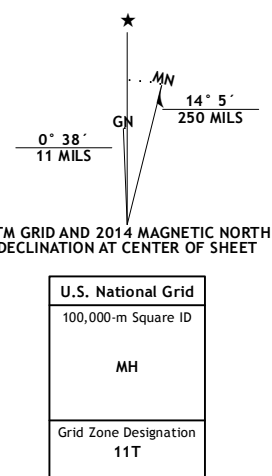 ★
MN
GN
14° 5´
250 MILS
0° 38´
11 MILS
TM GRID AND 2014 MAGNETIC NORTH
DECLINATION AT CENTER OF SHEET
U.S. National Grid
100,000-m Square ID
MH
Grid Zone Designation
11T